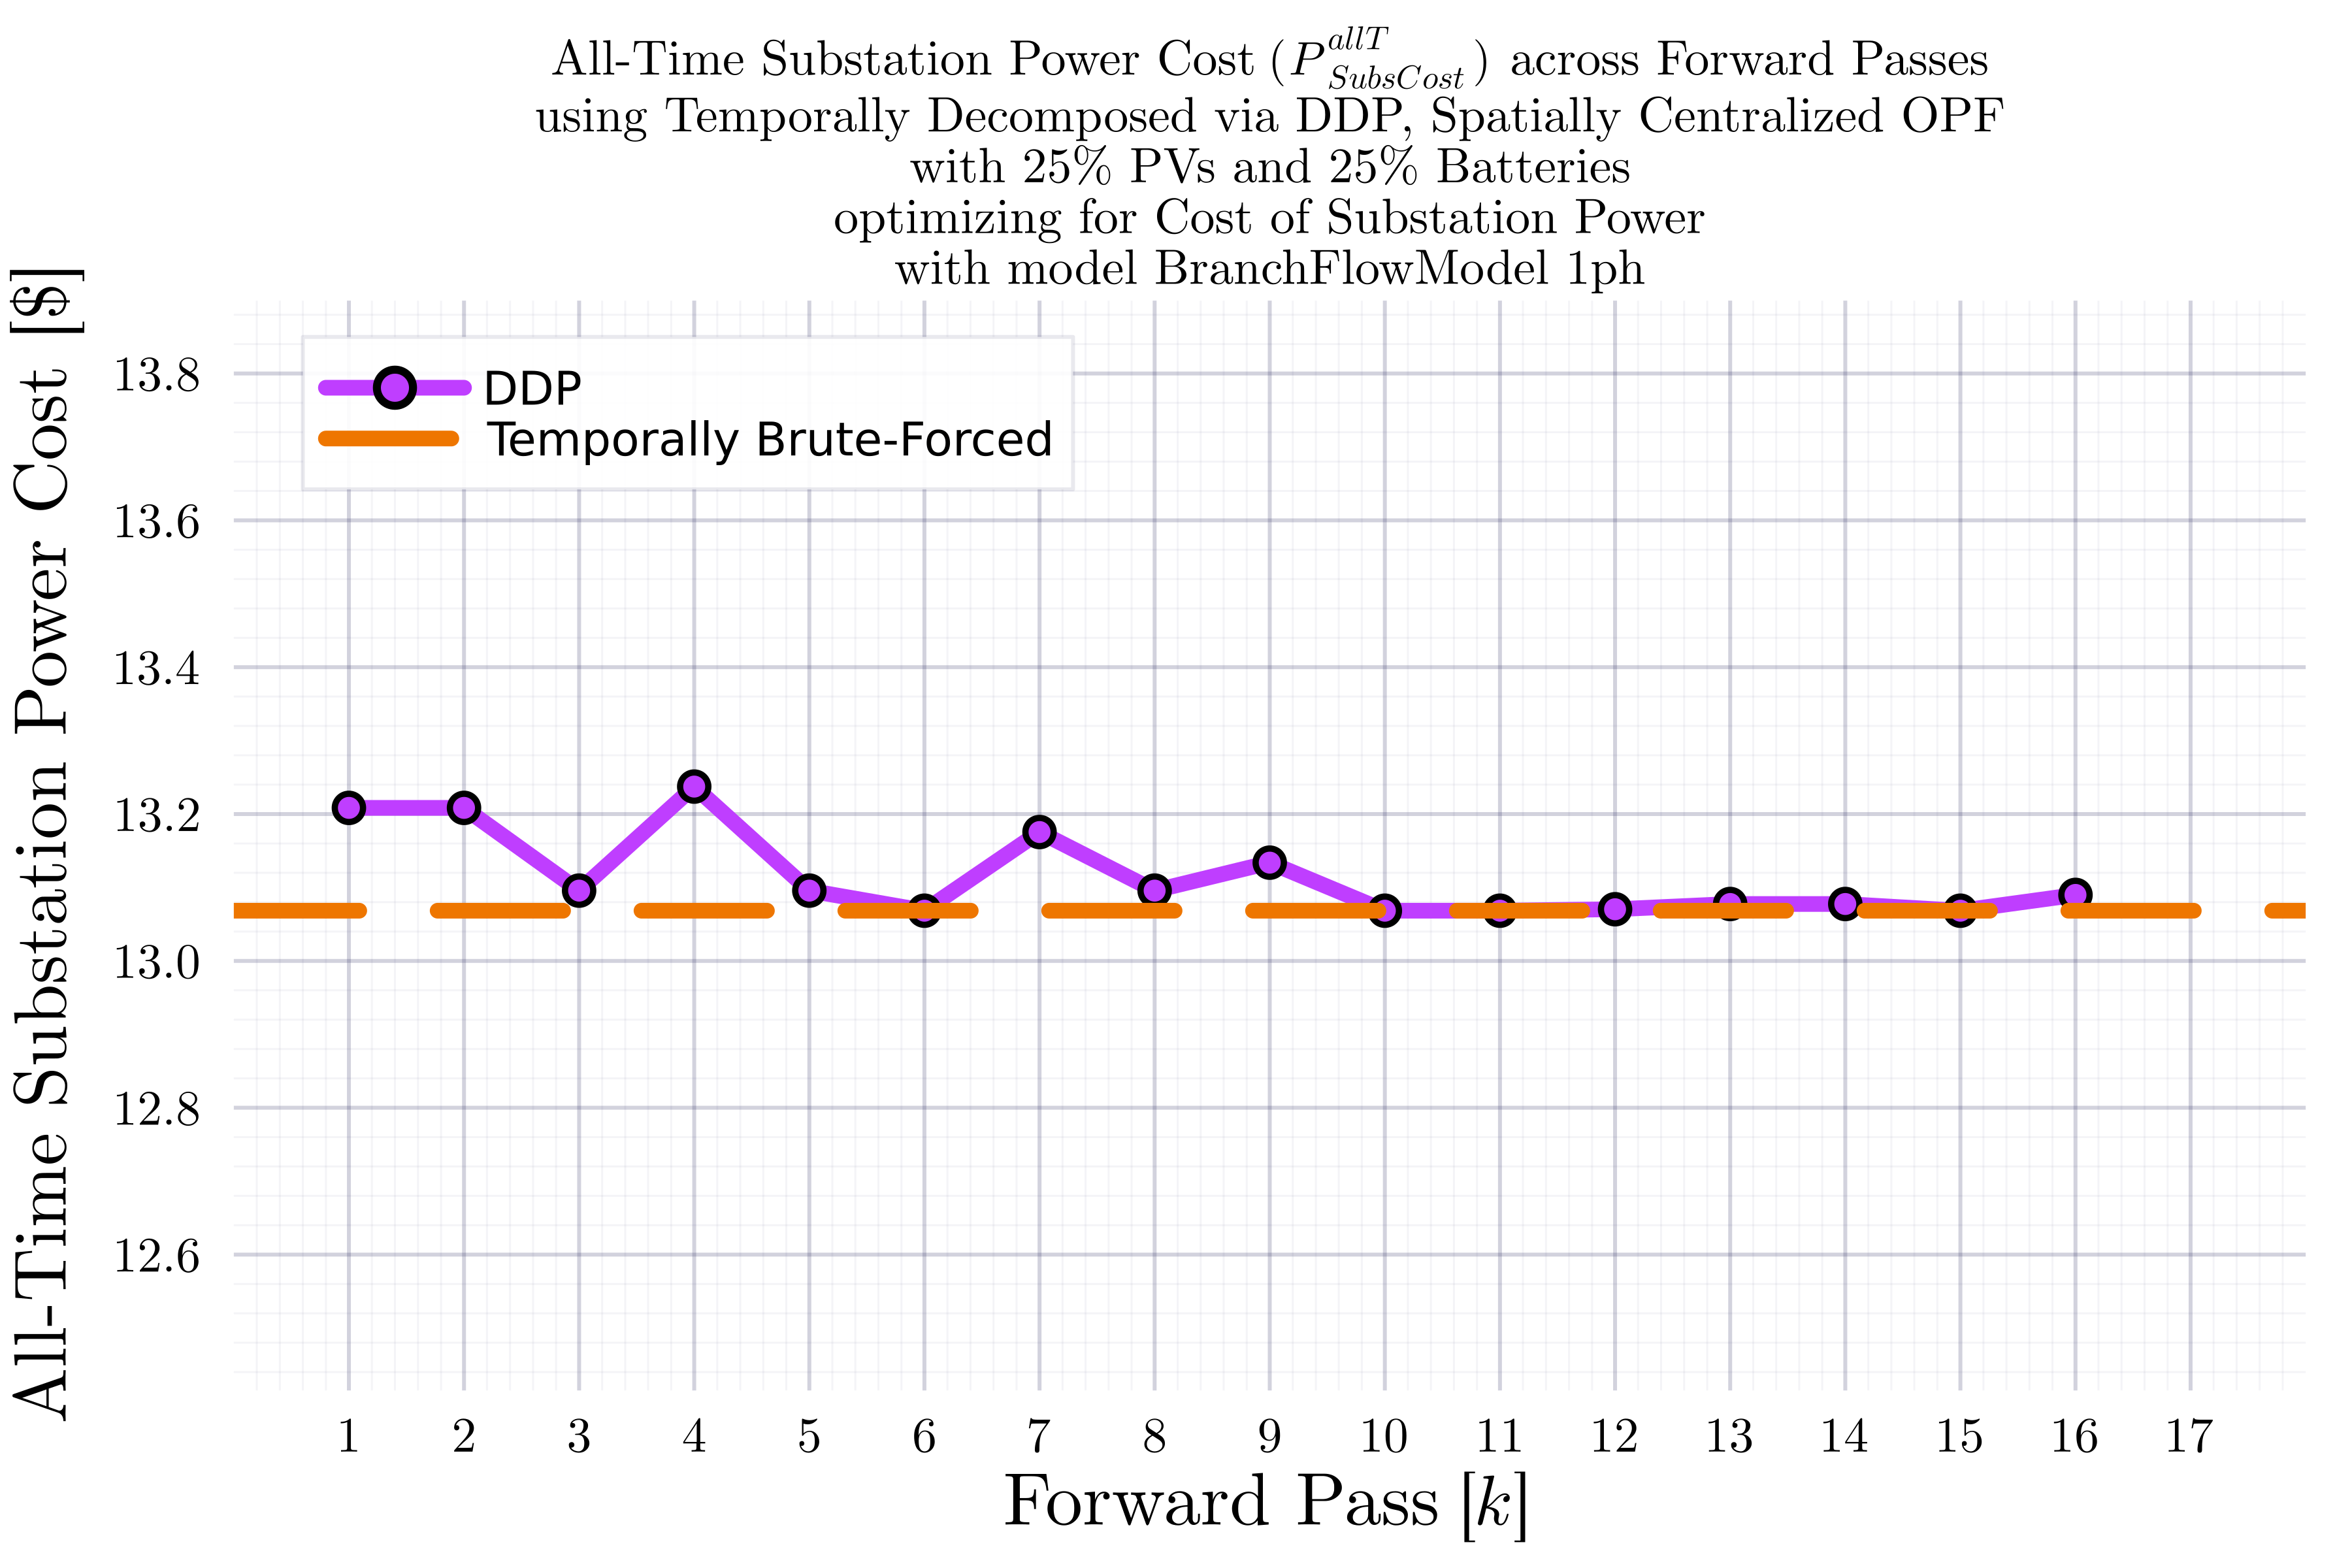 All-Time Substation Power Cost (P^{allT}_{SubsCost}) across Forward Passes
using Temporally Decomposed via DDP, Spatially Centralized OPF
with 25% PVs and 25% Batteries
optimizing for Cost of Substation Power
with model BranchFlowModel 1ph
All-Time Substation Power Cost [$]
DDP
Temporally Brute-Forced
13.8
13.6
13.4
13.2
13.0
12.8
12.6
1 2 3 4 5 6 7 8 9 10 11 12 13 14 15 16 17
Forward Pass [k]